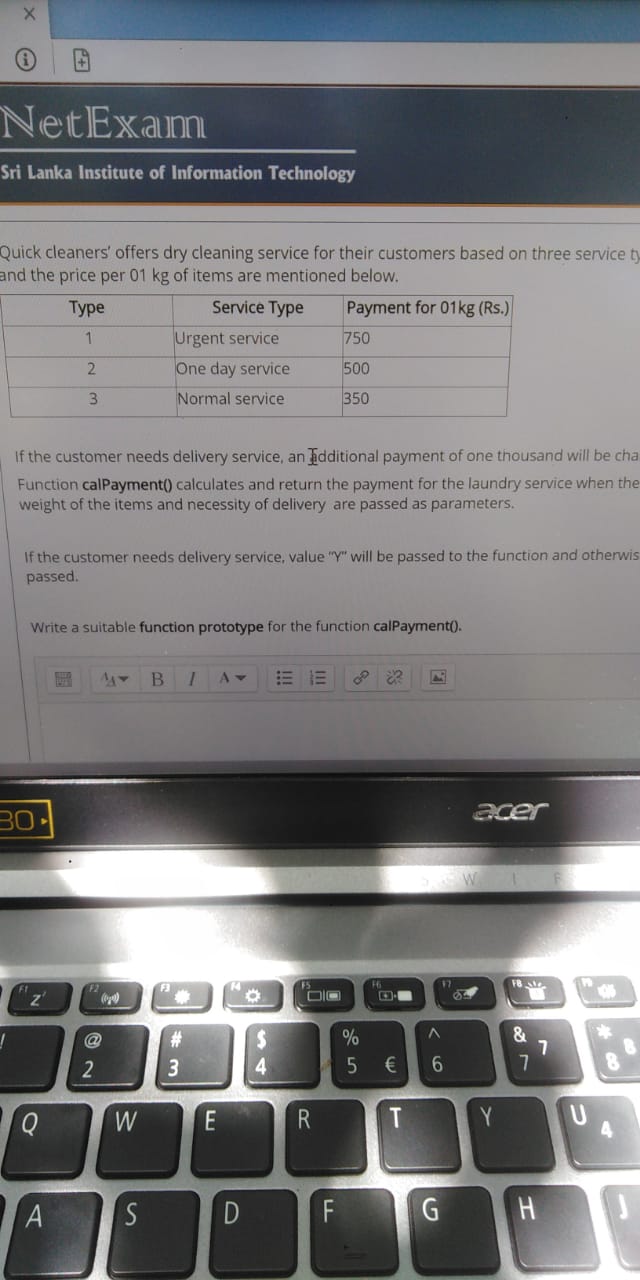 NetExam
Sri Lanka Institute of Information Technology
Quick cleaners' offers dry cleaning service for their customers based on three service
and the price per 01 kg of items are mentioned below.
Type Service Type Payment for 01kg (Rs.)
1 Urgent service 750
2 One day service 500
3 Normal service 350
If the customer needs delivery service, an additional payment of one thousand will be
Function calPayment() calculates and return the payment for the laundry service when the
weight of the items and necessity of delivery are passed as parameters.
If the customer needs delivery service, value "Y" will be passed to the function and
passed.
Write a suitable function prototype for the function calPayment().
B I A
30
acer
S W I F
F1 F2 F3 F4 F5 F6 F7 F8 F9
z
! @ 2 # 3 $ 4 % 5 € ^ 6 & 7 7 * 8 8
Q W E R T Y U 4
A S D F G H J